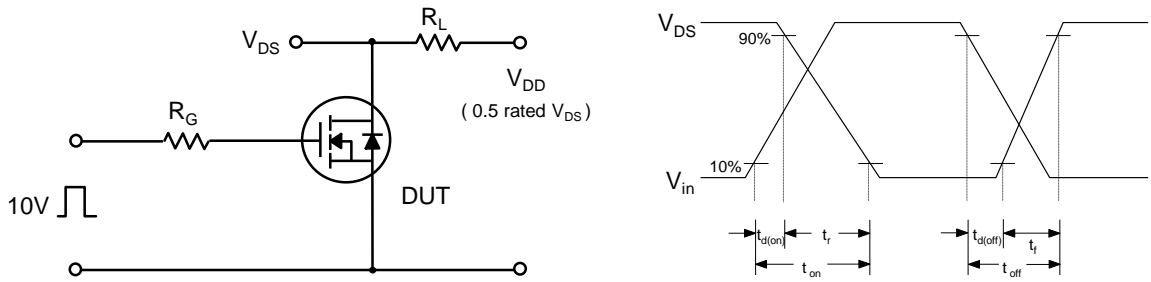 V_DS
R_L
V_DD
( 0.5 rated V_DS )
R_G
10V
DUT
V_DS
90%
10%
V_in
t_d(on)
t_r
t_on
t_d(off)
t_f
t_off